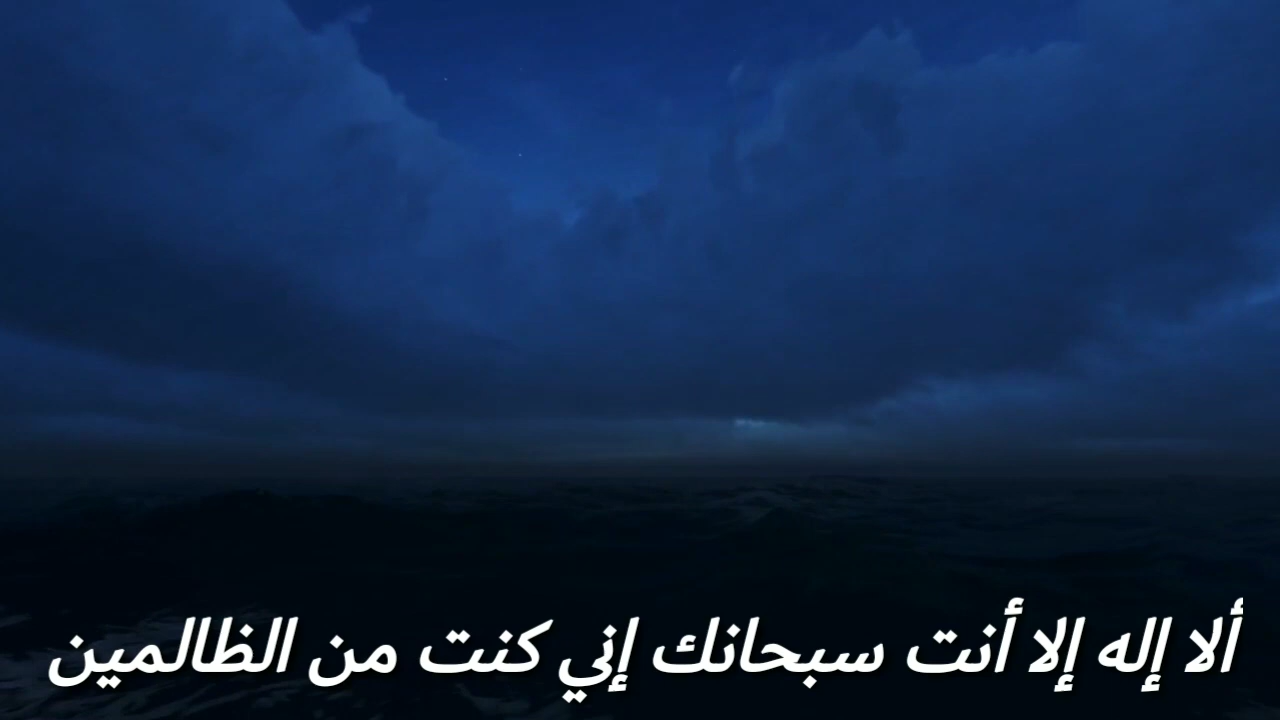 ألا إله إلا أنت سبحانك إني كنت من الظالمين